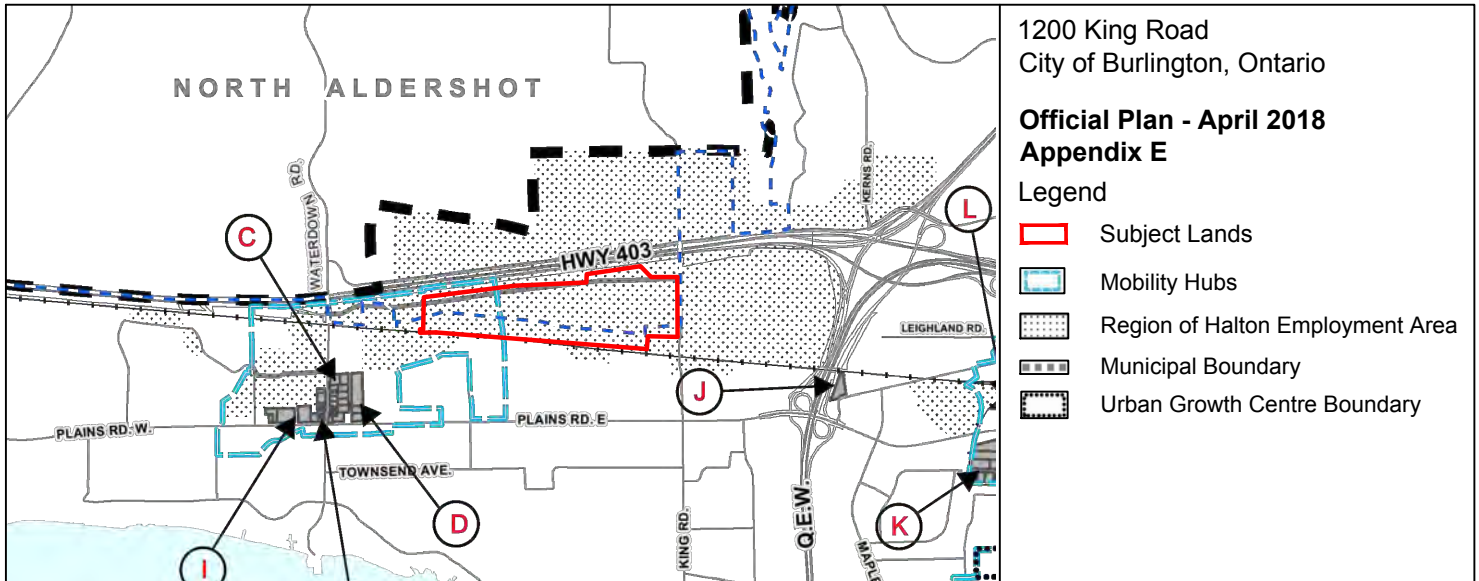 NORTH ALDERSHOT
WATERDOWN RD.
KERNS RD.
C
L
HWY 403
LEIGHLAND RD.
J
PLAINS RD. W.
PLAINS RD. E
TOWNSEND AVE.
D
KING RD.
Q.E.W.
MAPLE
K
I
1200 King Road
City of Burlington, Ontario
Official Plan - April 2018
Appendix E
Legend
Subject Lands
Mobility Hubs
Region of Halton Employment Area
Municipal Boundary
Urban Growth Centre Boundary